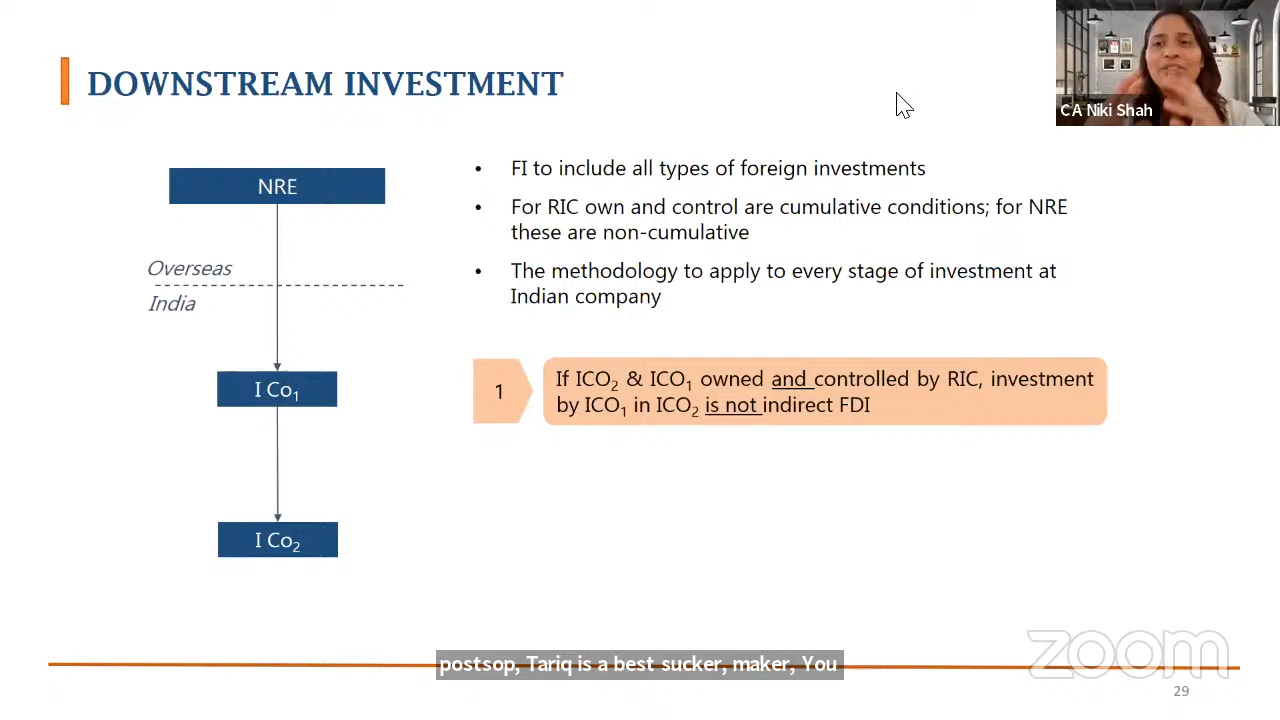 DOWNSTREAM INVESTMENT
CA Niki Shah
NRE
Overseas
India
I Co1
I Co2
• FI to include all types of foreign investments
• For RIC own and control are cumulative conditions; for NRE
these are non-cumulative
• The methodology to apply to every stage of investment at
Indian company
1
If ICO2 & ICO1 owned and controlled by RIC, investment
by ICO1 in ICO2 is not indirect FDI
zoom
postsop, Tariq is a best sucker, maker, You
29